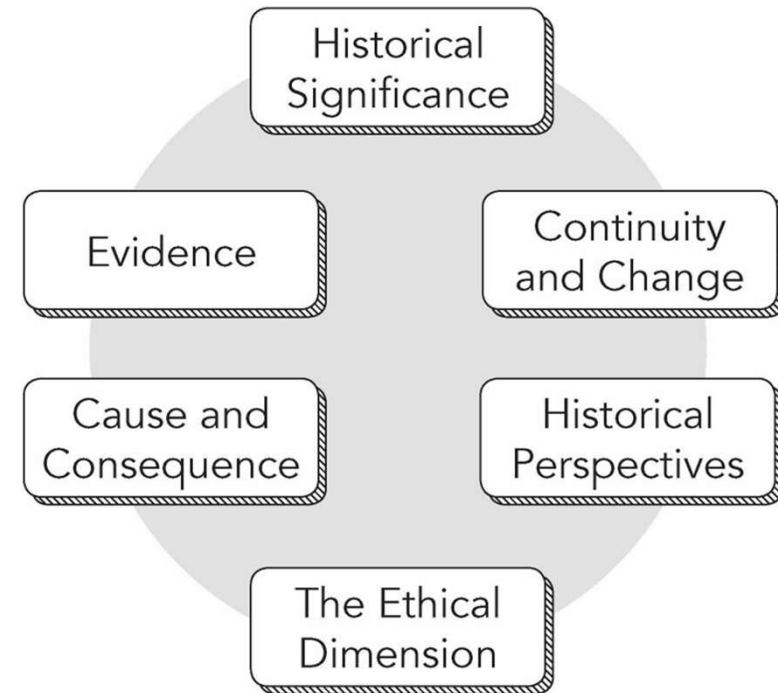 Historical
Significance
Evidence
Continuity
and Change
Cause and
Consequence
Historical
Perspectives
The Ethical
Dimension